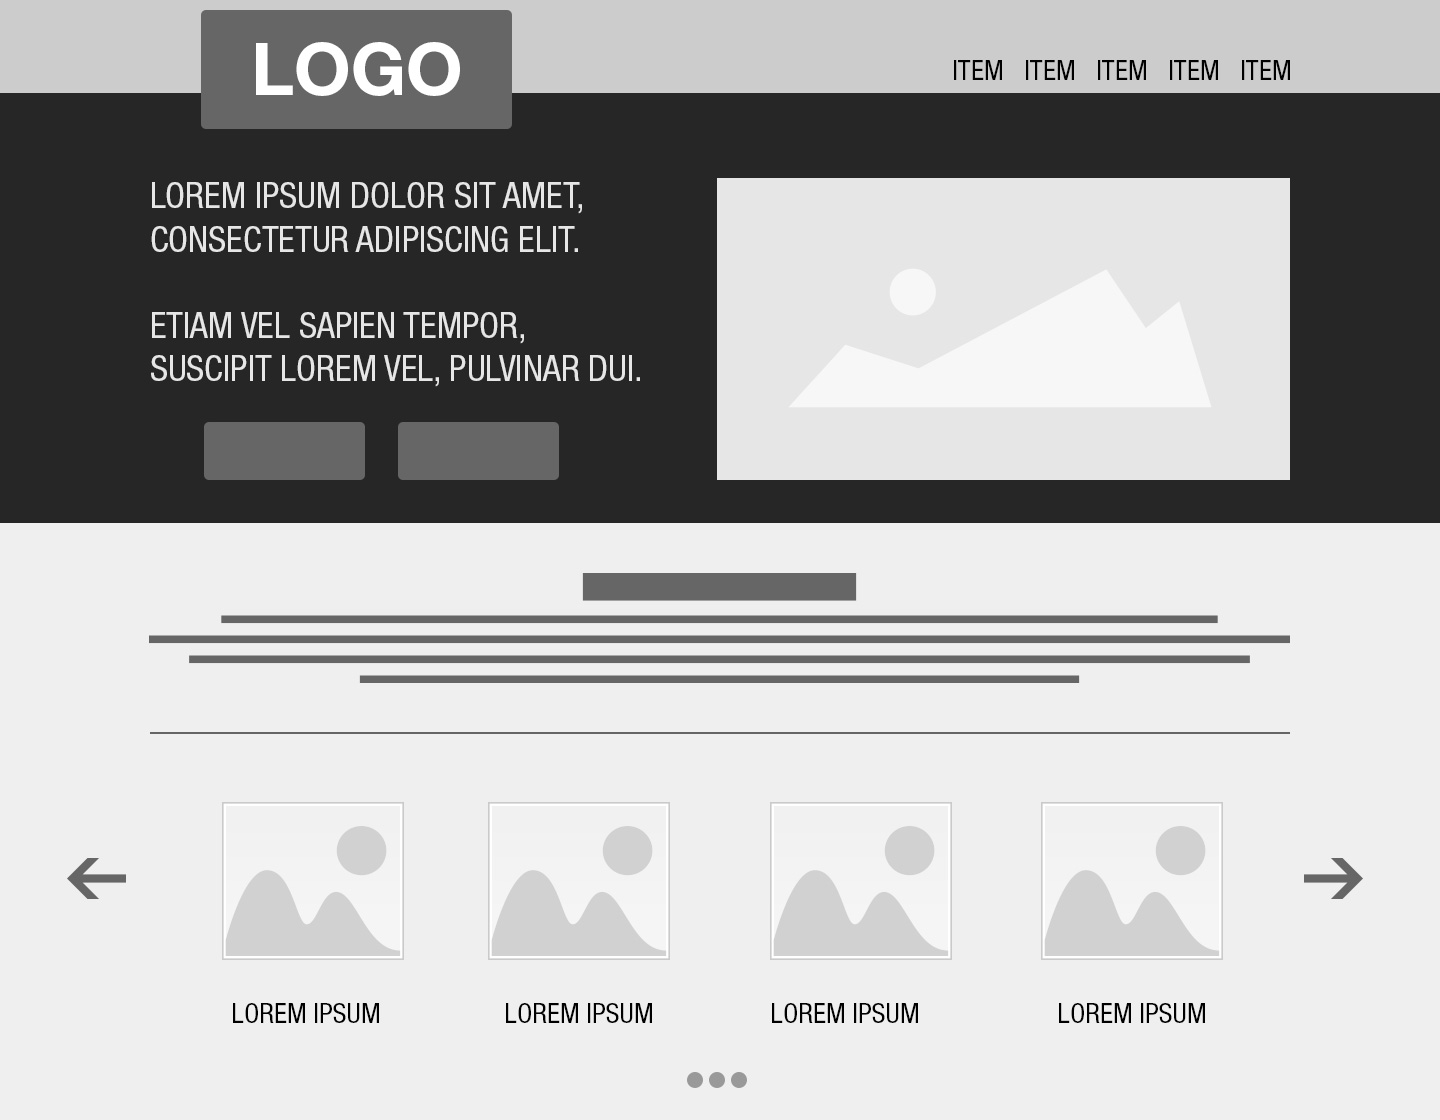 LOGO
ITEM ITEM ITEM ITEM ITEM
LOREM IPSUM DOLOR SIT AMET,
CONSECTETUR ADIPISCING ELIT.
ETIAM VEL SAPIEN TEMPOR,
SUSCIPIT LOREM VEL, PULVINAR DUI.
LOREM IPSUM LOREM IPSUM LOREM IPSUM LOREM IPSUM